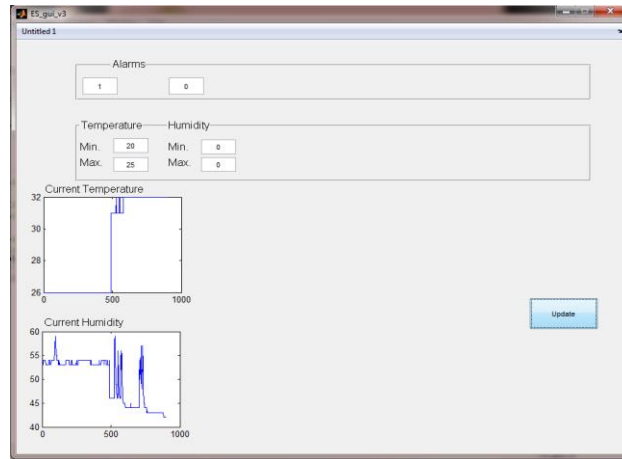 ES_gui_v3
Untitled 1
Alarms
1 0
Temperature Humidity
Min. 20 Min. 0
Max. 25 Max. 0
Current Temperature
32
30
28
26
0 500 1000
Update
Current Humidity
60
55
50
45
40
0 500 1000